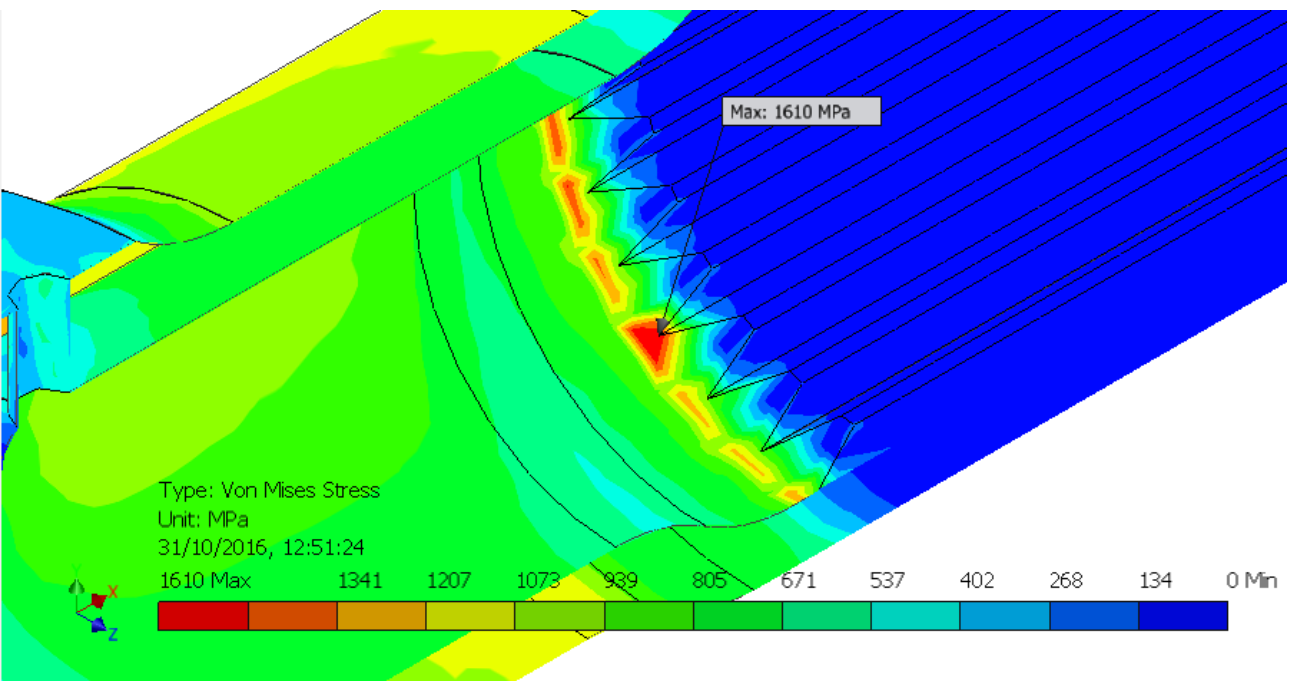 Max: 1610 MPa
Type: Von Mises Stress
Unit: MPa
31/10/2016, 12:51:24
1610 Max 1341 1207 1073 939 805 671 537 402 268 134 0 Min
Y
X
Z